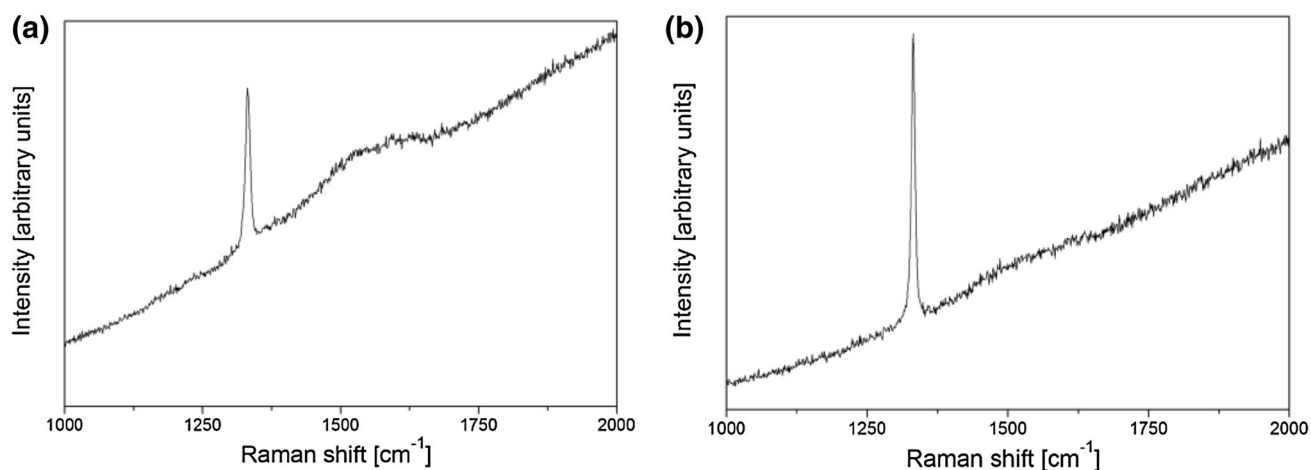 (a)
Intensity [arbitrary units]
1000 1250 1500 1750 2000
Raman shift [cm⁻¹]
(b)
Intensity [arbitrary units]
1000 1250 1500 1750 2000
Raman shift [cm⁻¹]